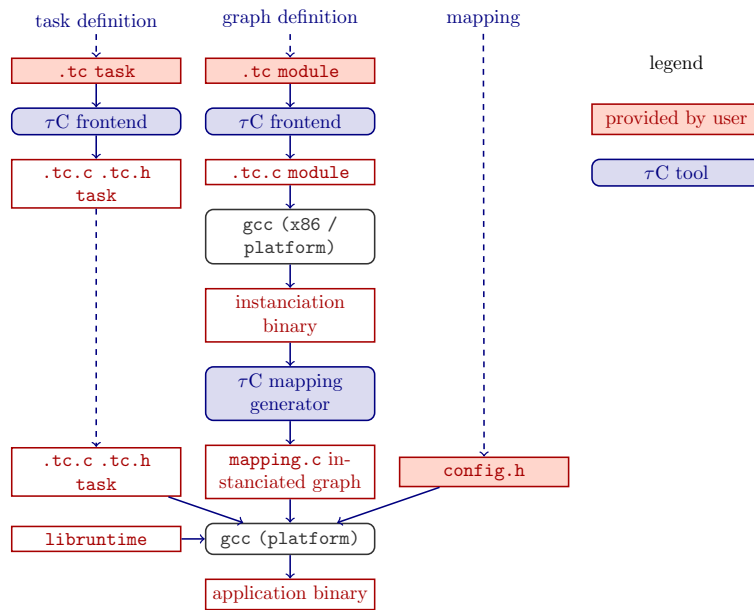 task definition
graph definition
mapping
legend
.tc task
.tc module
provided by user
τC frontend
τC frontend
τC tool
.tc.c .tc.h
task
.tc.c module
gcc (x86 /
platform)
instanciation
binary
τC mapping
generator
.tc.c .tc.h
task
mapping.c in-
stanciated graph
config.h
libruntime
gcc (platform)
application binary